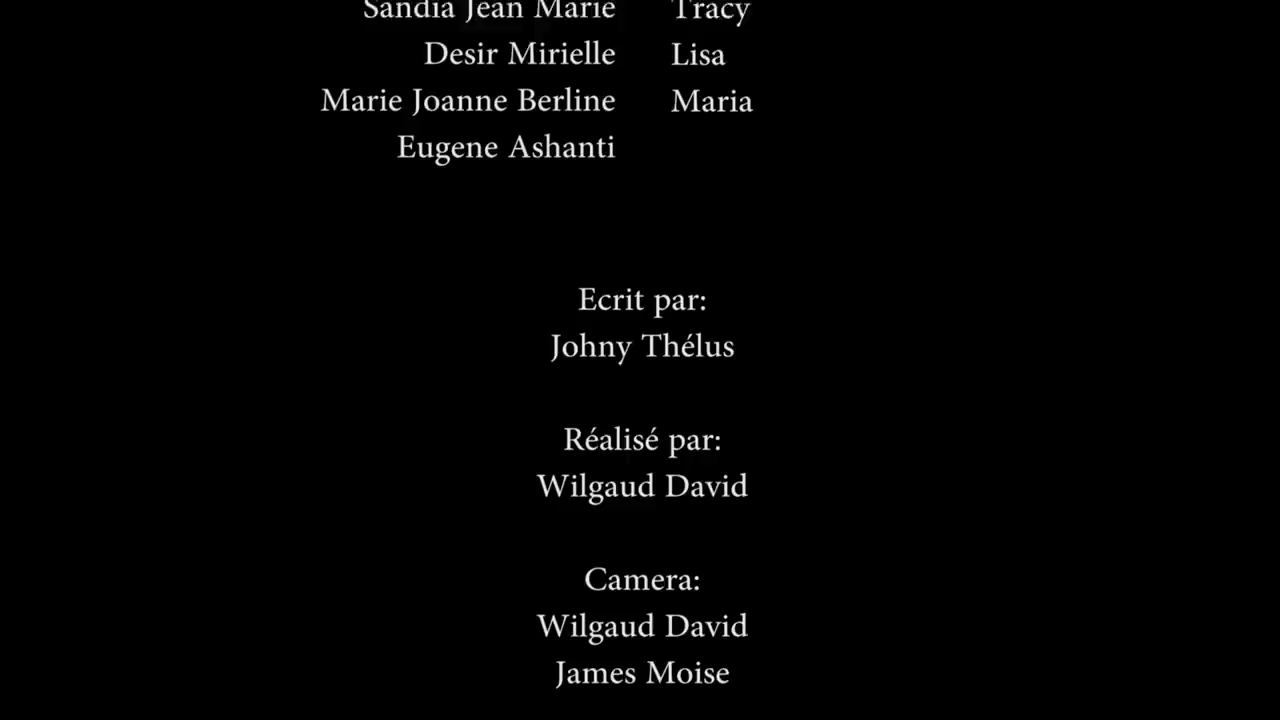 Sandia Jean Marie Tracy
Desir Mirielle Lisa
Marie Joanne Berline Maria
Eugene Ashanti
Ecrit par:
Johny Thélus
Réalisé par:
Wilgaud David
Camera:
Wilgaud David
James Moise